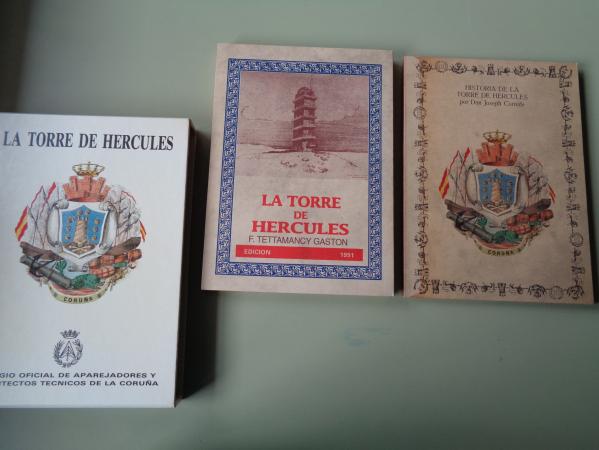 LA TORRE DE HERCULES
CORUÑA
GIO OFICIAL DE APAREJADORES Y
TECTOS TECNICOS DE LA CORUÑA
LA TORRE
DE
HERCULES
F. TETTAMANCY GASTON
EDICION 1991
HISTORIA DE LA
TORRE DE HERCULES
por Don Joseph Cornide
CORUÑA